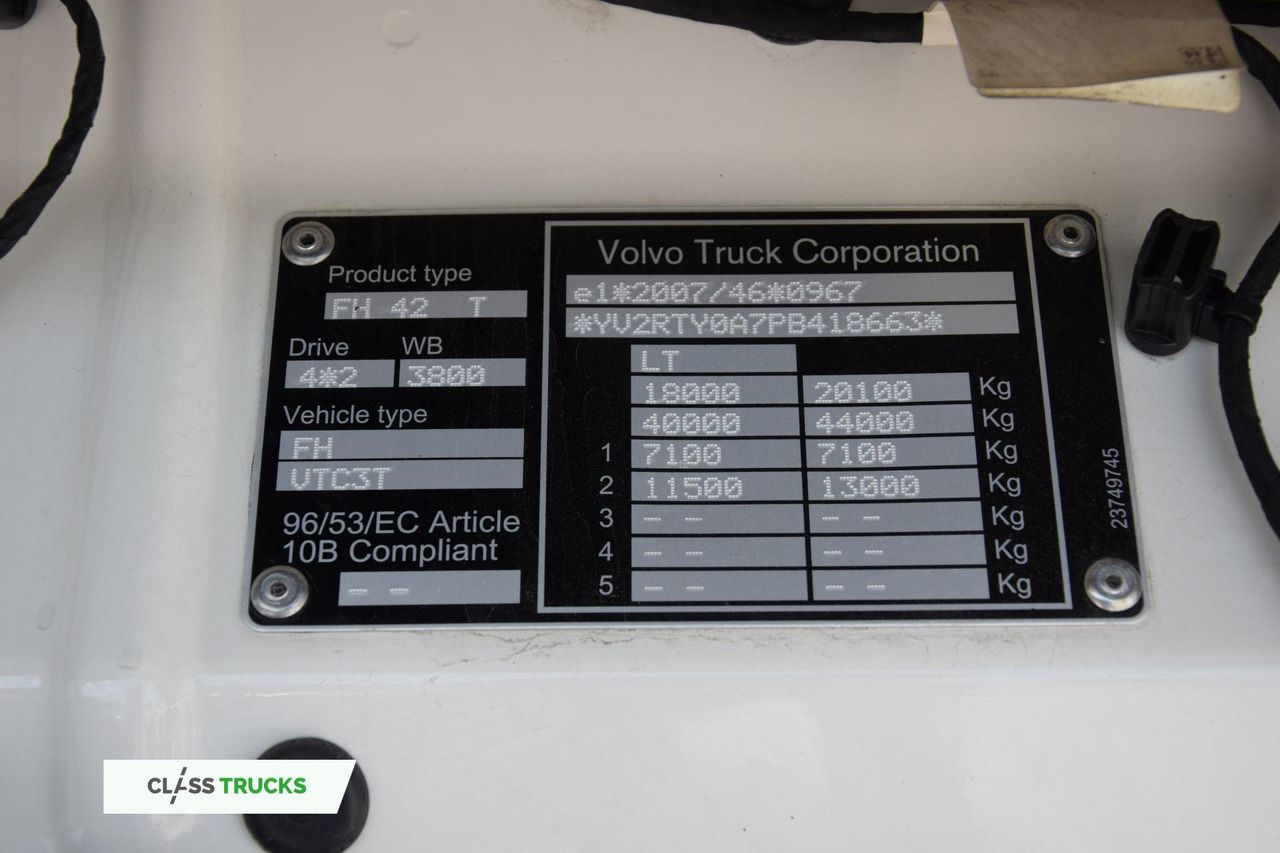 Product type
FH 42 T
Drive WB
4*2 3800
Vehicle type
FH
VTC3T
96/53/EC Article
10B Compliant
-- --
Volvo Truck Corporation
e1*2007/46*0967
*YV2RTY0A7PB418663*
LT
18000 20100 Kg
40000 44000 Kg
1 7100 7100 Kg
2 11500 13000 Kg
3 -- -- -- -- Kg
4 -- -- -- -- Kg
5 -- -- -- -- Kg
23749745
CLASS TRUCKS